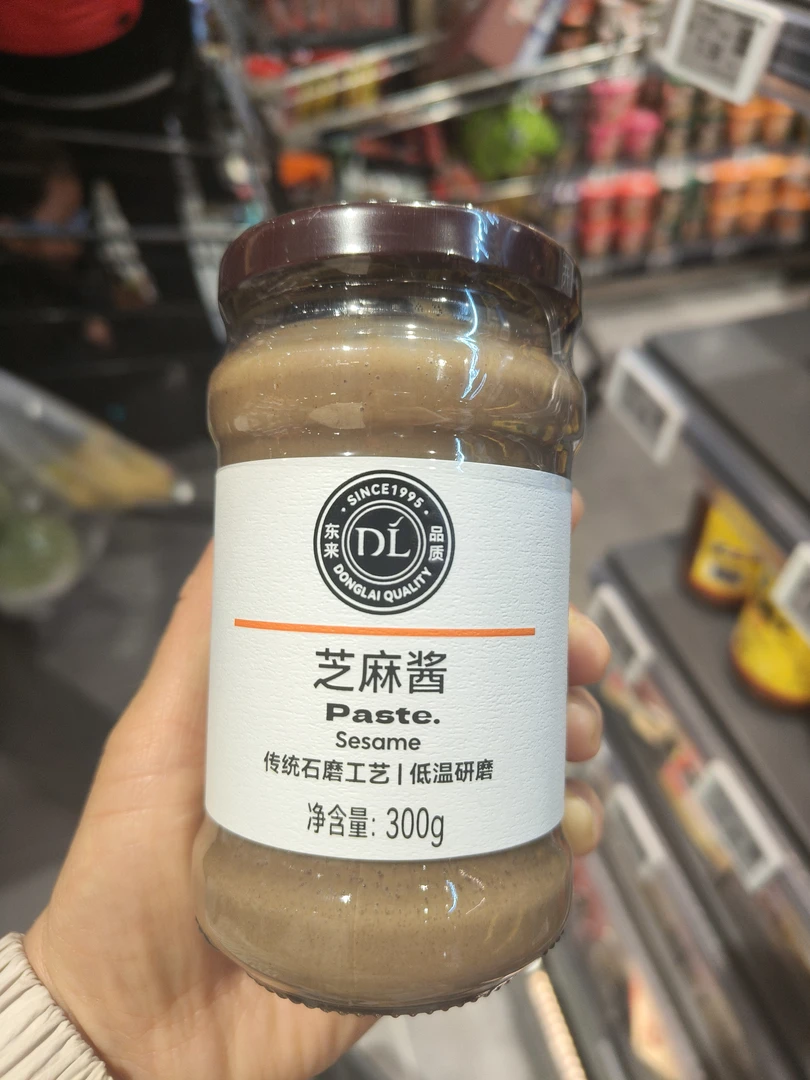 · SINCE1995 ·
东来
DĹ
品质
DONGLAI QUALITY
芝麻酱
Paste.
Sesame
传统石磨工艺 | 低温研磨
净含量: 300g